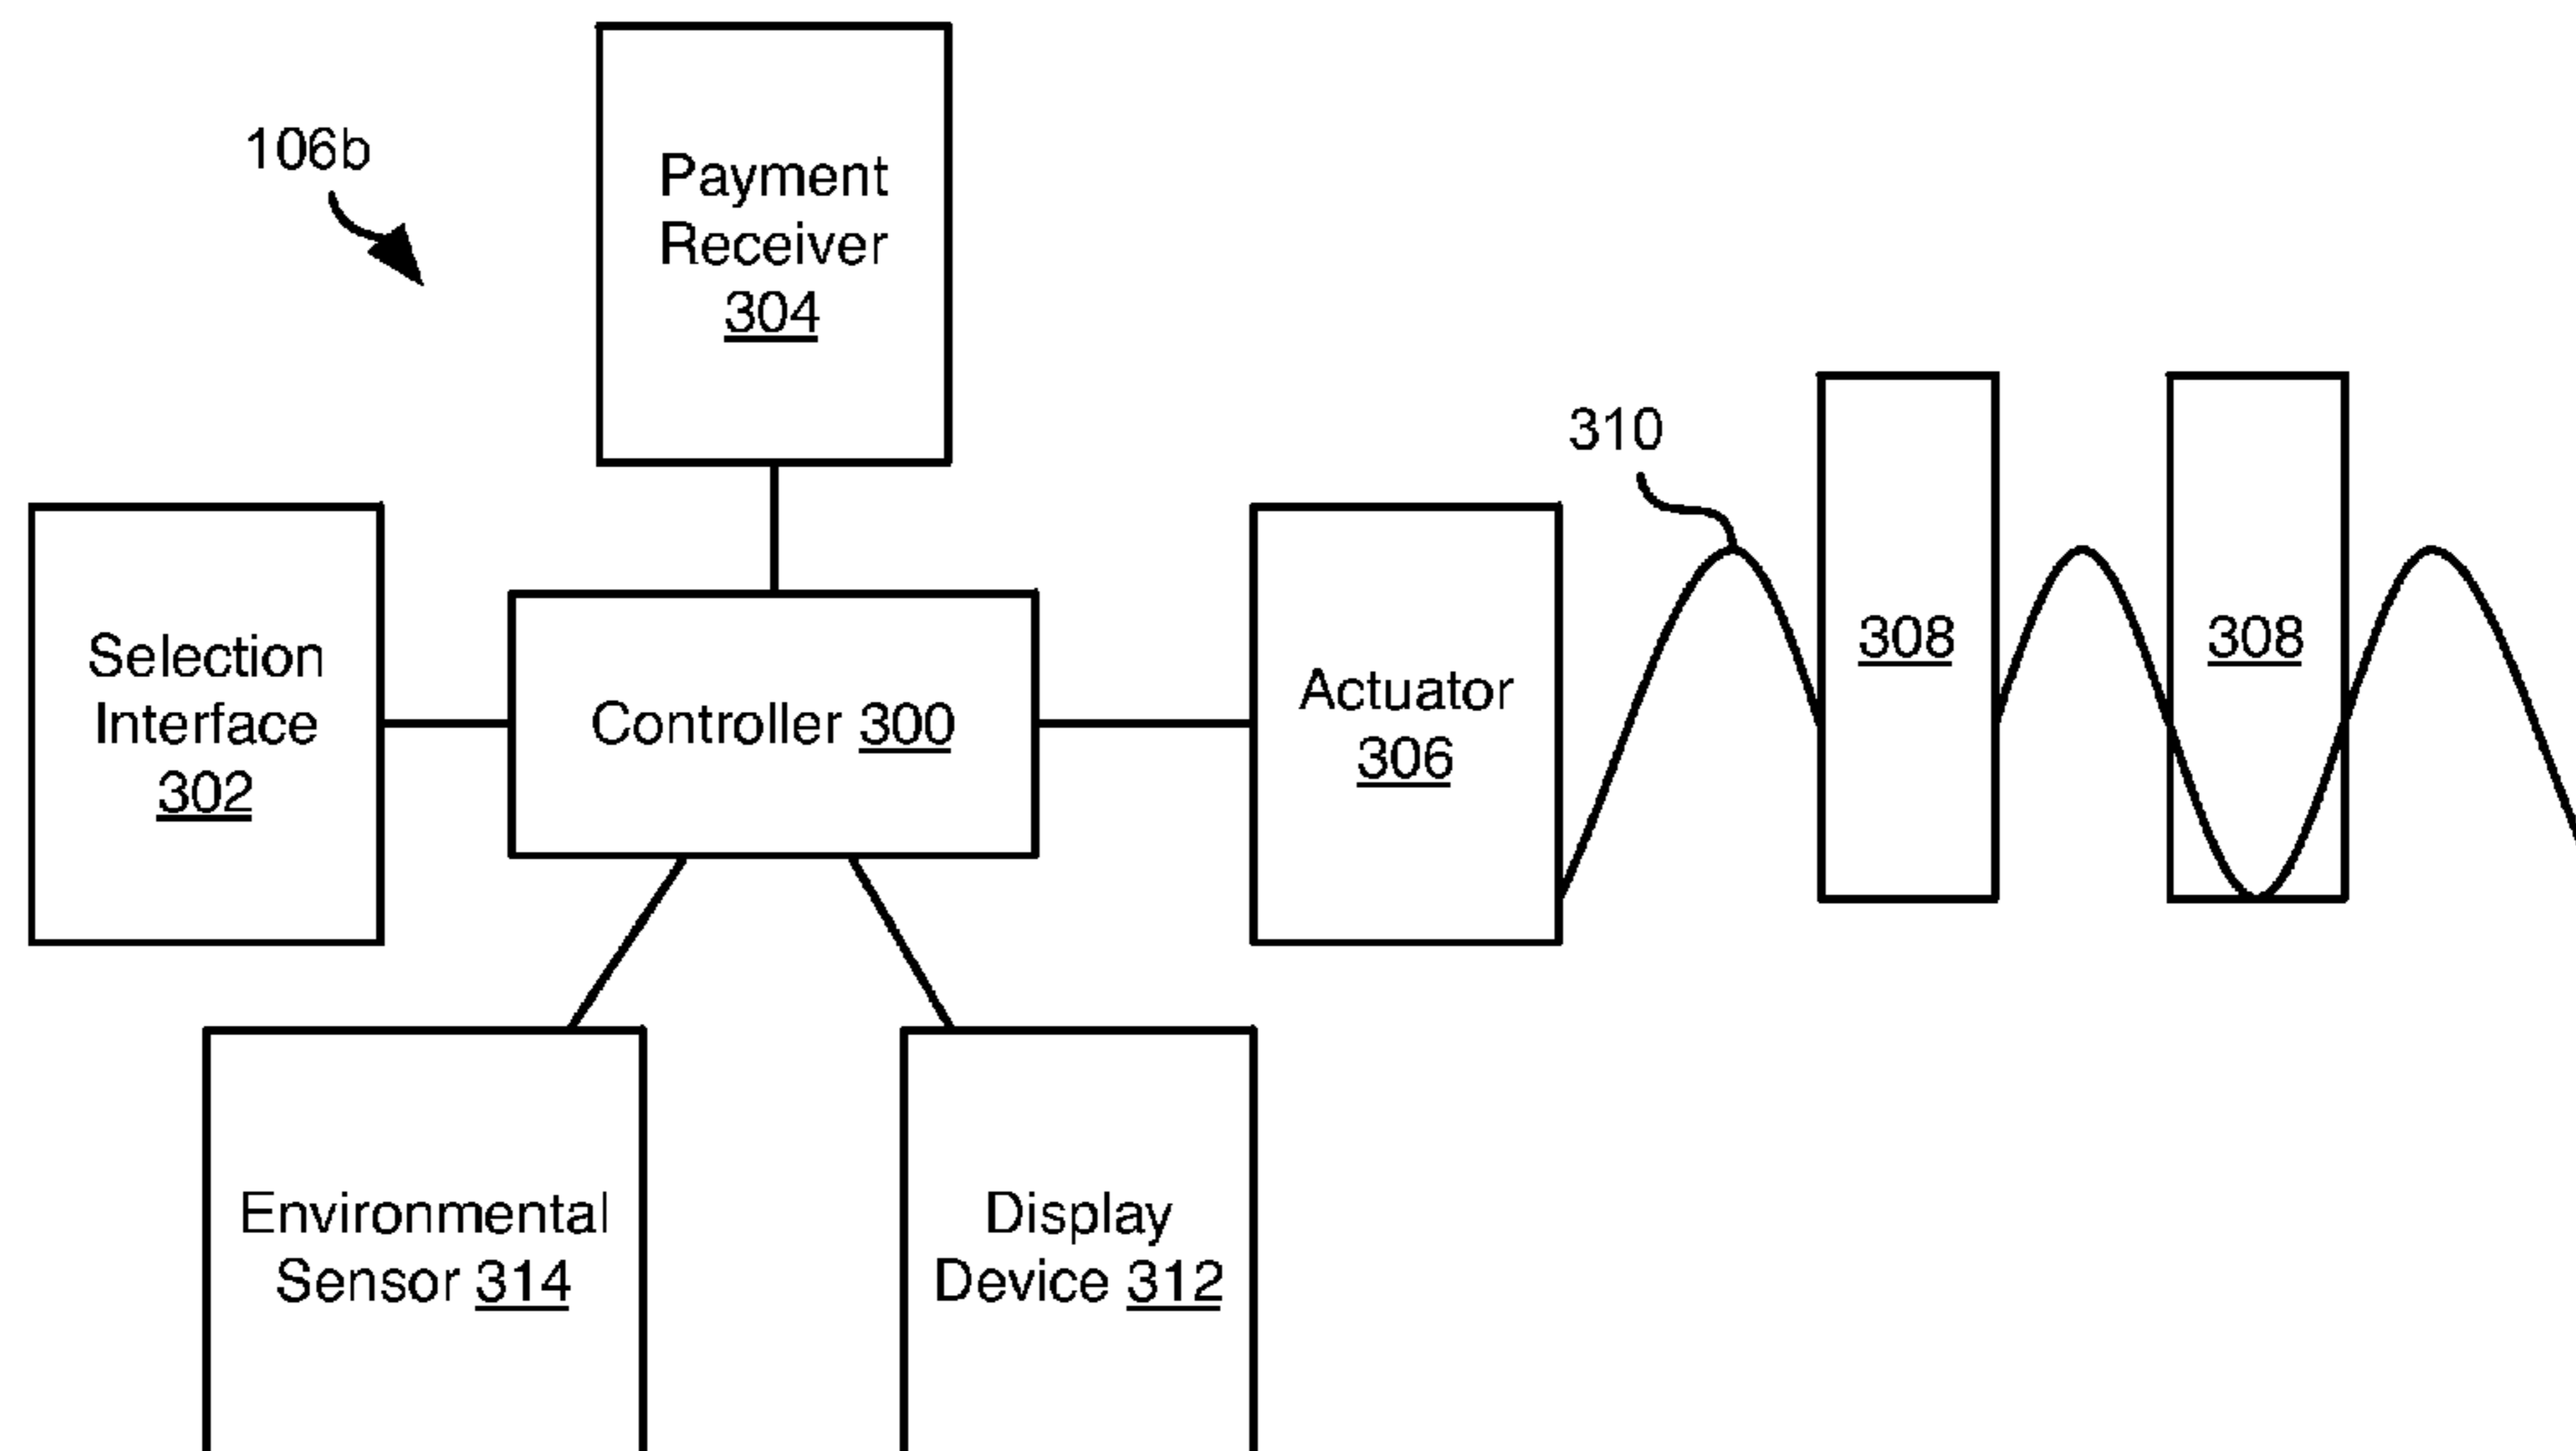 106b
Payment
Receiver
304
310
Selection
Interface
302
Controller 300
Actuator
306
308
308
Environmental
Sensor 314
Display
Device 312